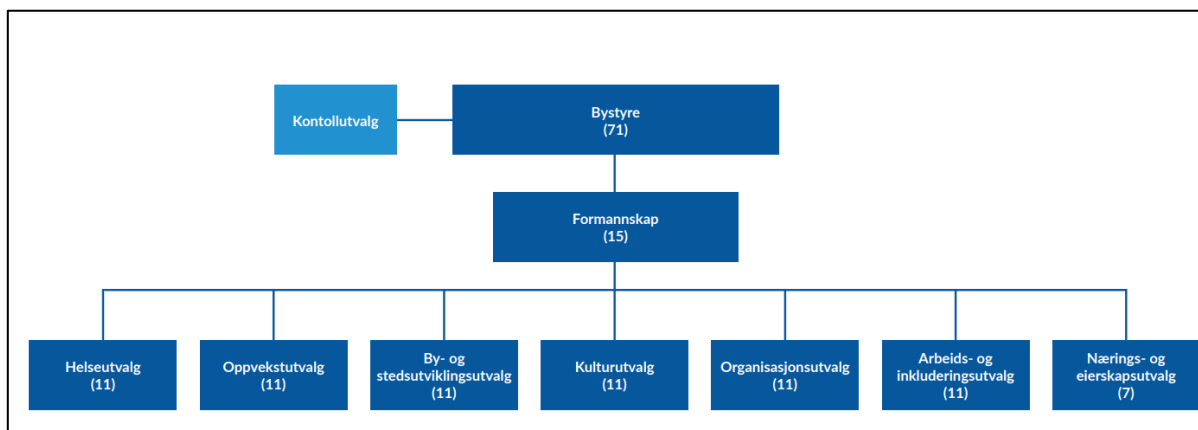 Kontollutvalg
Bystyre
(71)
Formannskap
(15)
Helseutvalg
(11)
Oppvekstutvalg
(11)
By- og
stedsutviklingsutvalg
(11)
Kulturutvalg
(11)
Organisasjonsutvalg
(11)
Arbeids- og
inkluderingsutvalg
(11)
Nærings- og
eierskapsutvalg
(7)